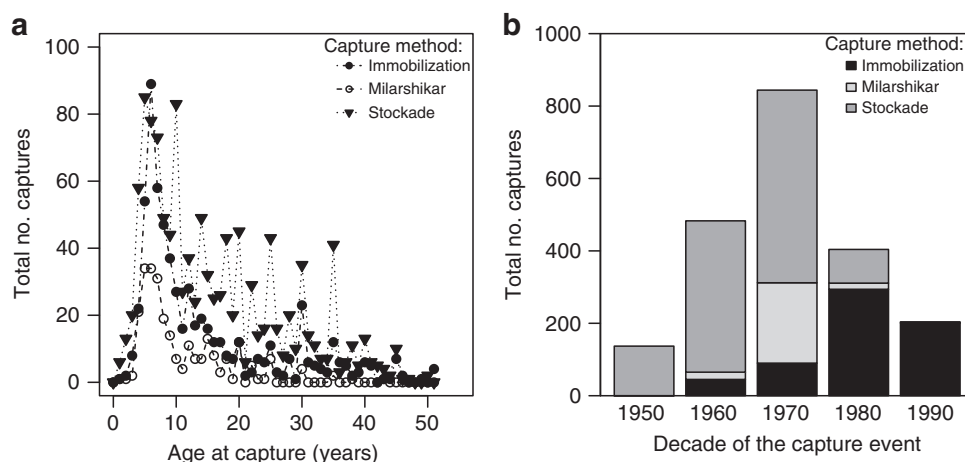 a
100
80
60
40
20
0
Total no. captures
Capture method:
Immobilization
Milarshikar
Stockade
0 10 20 30 40 50
Age at capture (years)
b
1000
800
600
400
200
0
Total no. captures
Capture method:
Immobilization
Milarshikar
Stockade
1950 1960 1970 1980 1990
Decade of the capture event